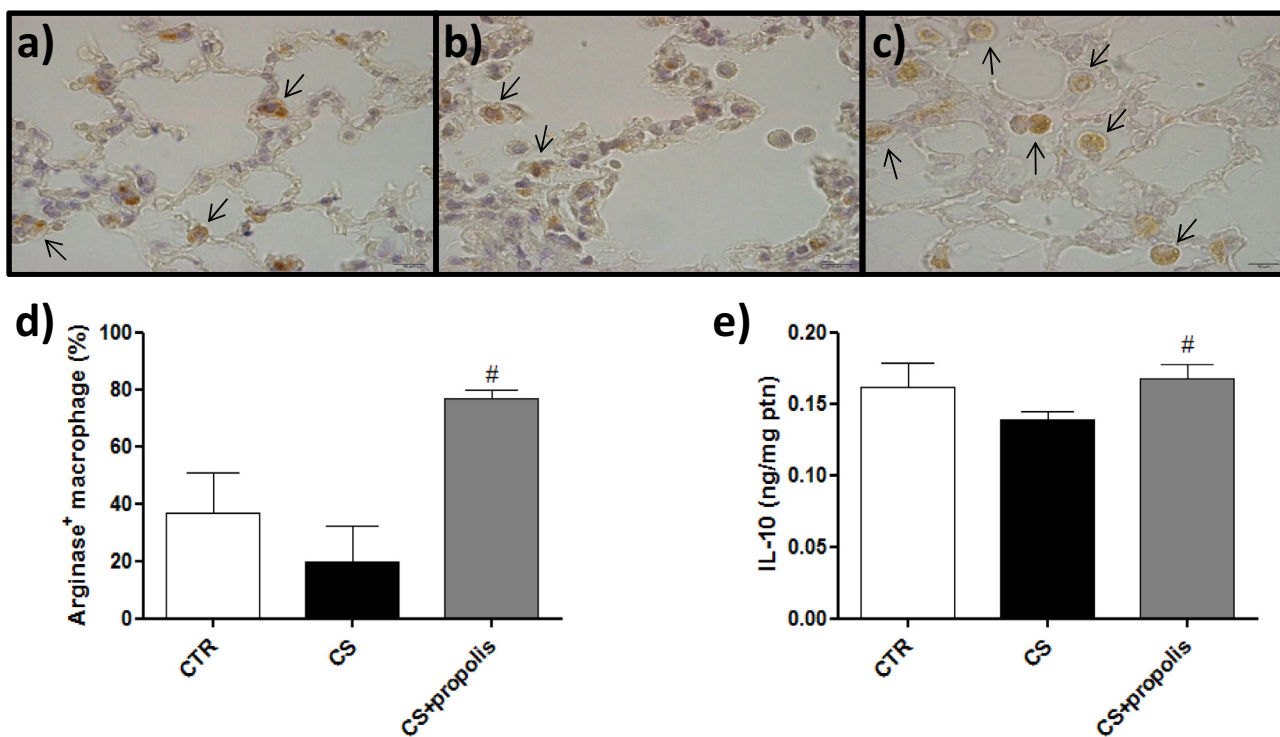 a)
b)
c)
d)
Arginase⁺ macrophage (%)
100
80
60
40
20
0
#
CTR
CS
CS+propolis
e)
IL-10 (ng/mg ptn)
0.20
0.15
0.10
0.05
0.00
#
CTR
CS
CS+propolis